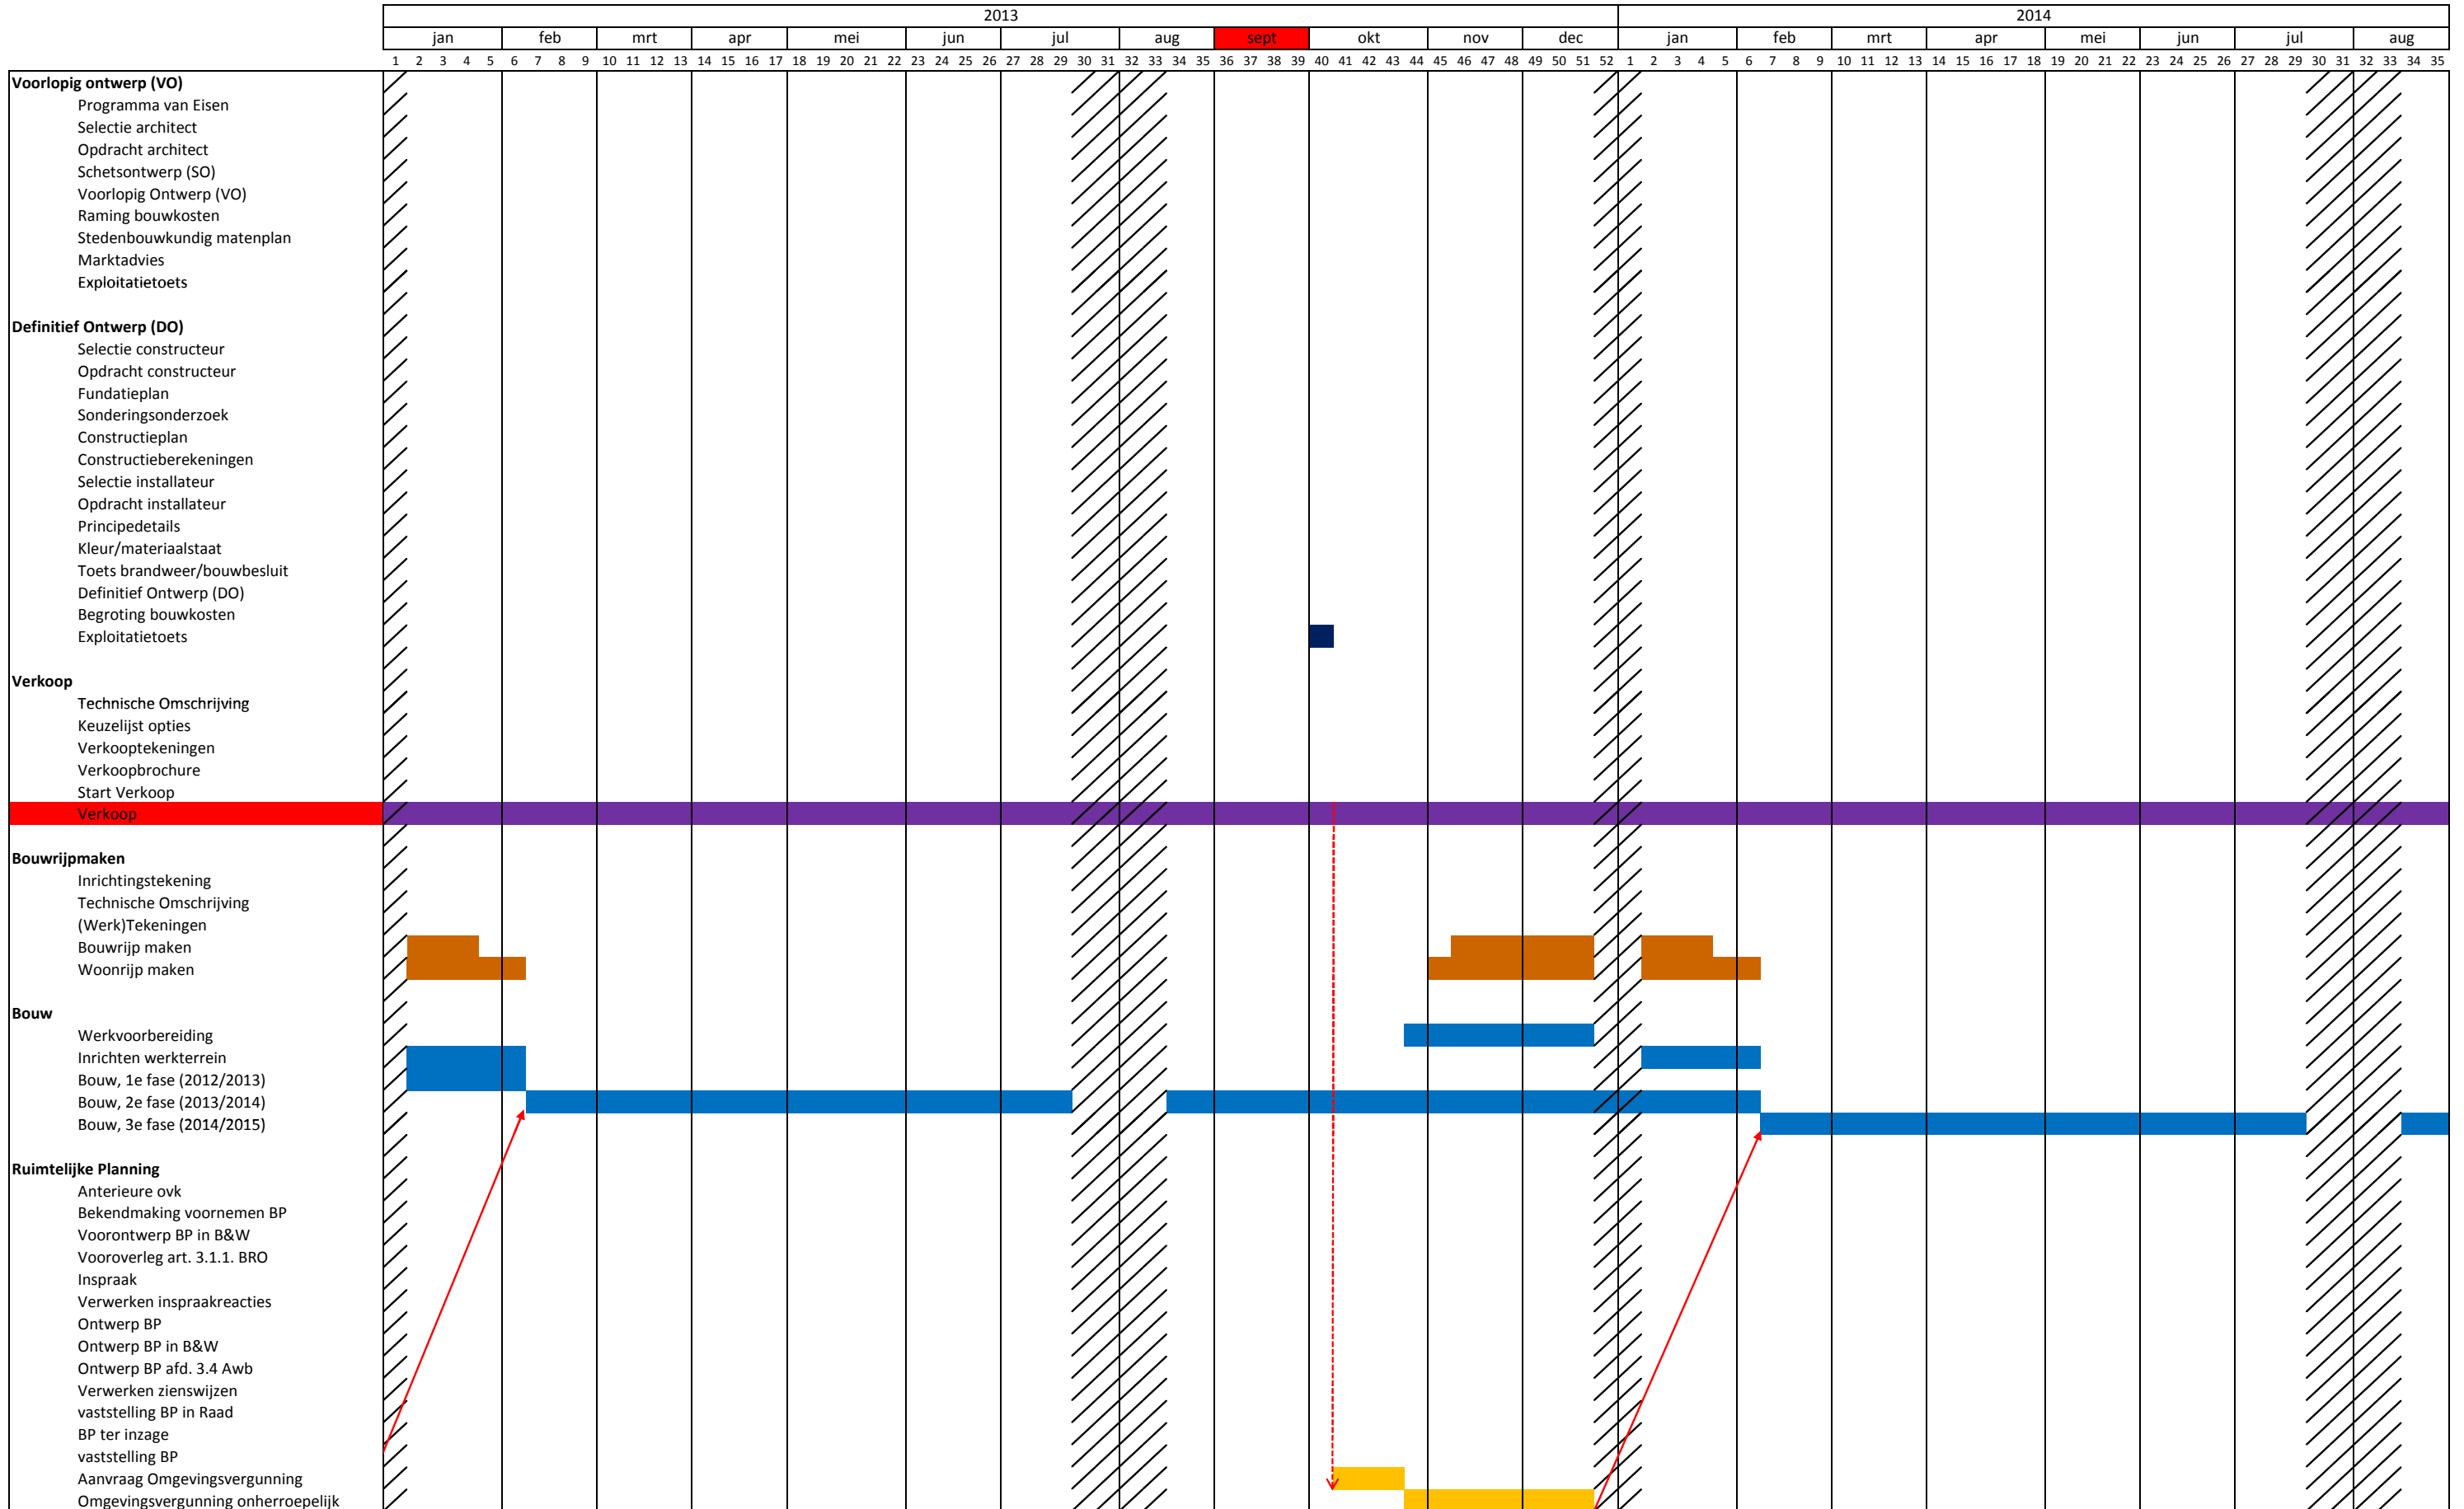 2013 2014
jan feb mrt apr mei jun jul aug sept okt nov dec jan feb mrt apr mei jun jul aug
1 2 3 4 5 6 7 8 9 10 11 12 13 14 15 16 17 18 19 20 21 22 23 24 25 26 27 28 29 30 31 32 33 34 35 36 37 38 39 40 41 42 43 44 45 46 47 48 49 50 51 52 1 2 3 4 5 6 7 8 9 10 11 12 13 14 15 16 17 18 19 20 21 22 23 24 25 26 27 28 29 30 31 32 33 34 35
Voorlopig ontwerp (VO)
Programma van Eisen
Selectie architect
Opdracht architect
Schetsontwerp (SO)
Voorlopig Ontwerp (VO)
Raming bouwkosten
Stedenbouwkundig matenplan
Marktadvies
Exploitatietoets
Definitief Ontwerp (DO)
Selectie constructeur
Opdracht constructeur
Fundatieplan
Sonderingsonderzoek
Constructieplan
Constructieberekeningen
Selectie installateur
Opdracht installateur
Principedetails
Kleur/materiaalstaat
Toets brandweer/bouwbesluit
Definitief Ontwerp (DO)
Begroting bouwkosten
Exploitatietoets
Verkoop
Technische Omschrijving
Keuzelijst opties
Verkooptekeningen
Verkoopbrochure
Start Verkoop
Verkoop
Bouwrijpmaken
Inrichtingstekening
Technische Omschrijving
(Werk)Tekeningen
Bouwrijp maken
Woonrijp maken
Bouw
Werkvoorbereiding
Inrichten werkterrein
Bouw, 1e fase (2012/2013)
Bouw, 2e fase (2013/2014)
Bouw, 3e fase (2014/2015)
Ruimtelijke Planning
Anterieure ovk
Bekendmaking voornemen BP
Voorontwerp BP in B&W
Vooroverleg art. 3.1.1. BRO
Inspraak
Verwerken inspraakreacties
Ontwerp BP
Ontwerp BP in B&W
Ontwerp BP afd. 3.4 Awb
Verwerken zienswijzen
vaststelling BP in Raad
BP ter inzage
vaststelling BP
Aanvraag Omgevingsvergunning
Omgevingsvergunning onherroepelijk